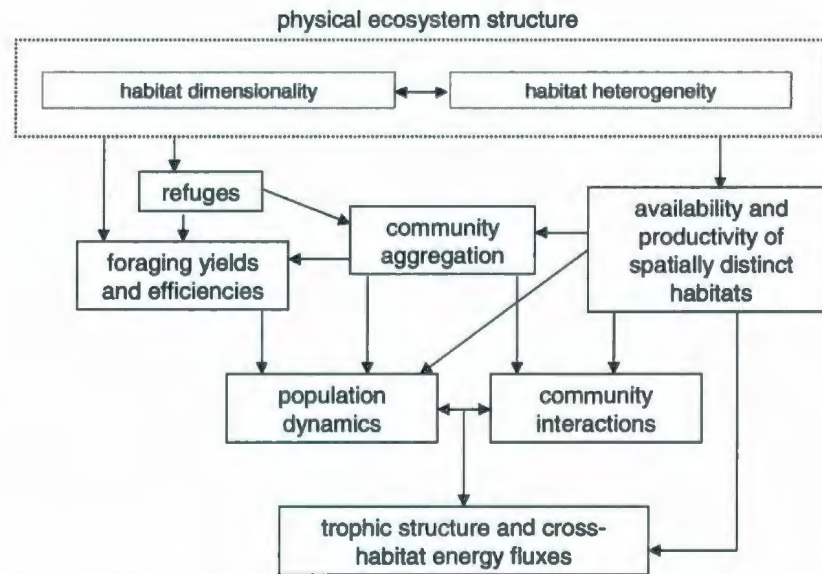 physical ecosystem structure
habitat dimensionality
habitat heterogeneity
refuges
community
aggregation
availability and
productivity of
spatially distinct
habitats
foraging yields
and efficiencies
population
dynamics
community
interactions
trophic structure and cross-
habitat energy fluxes